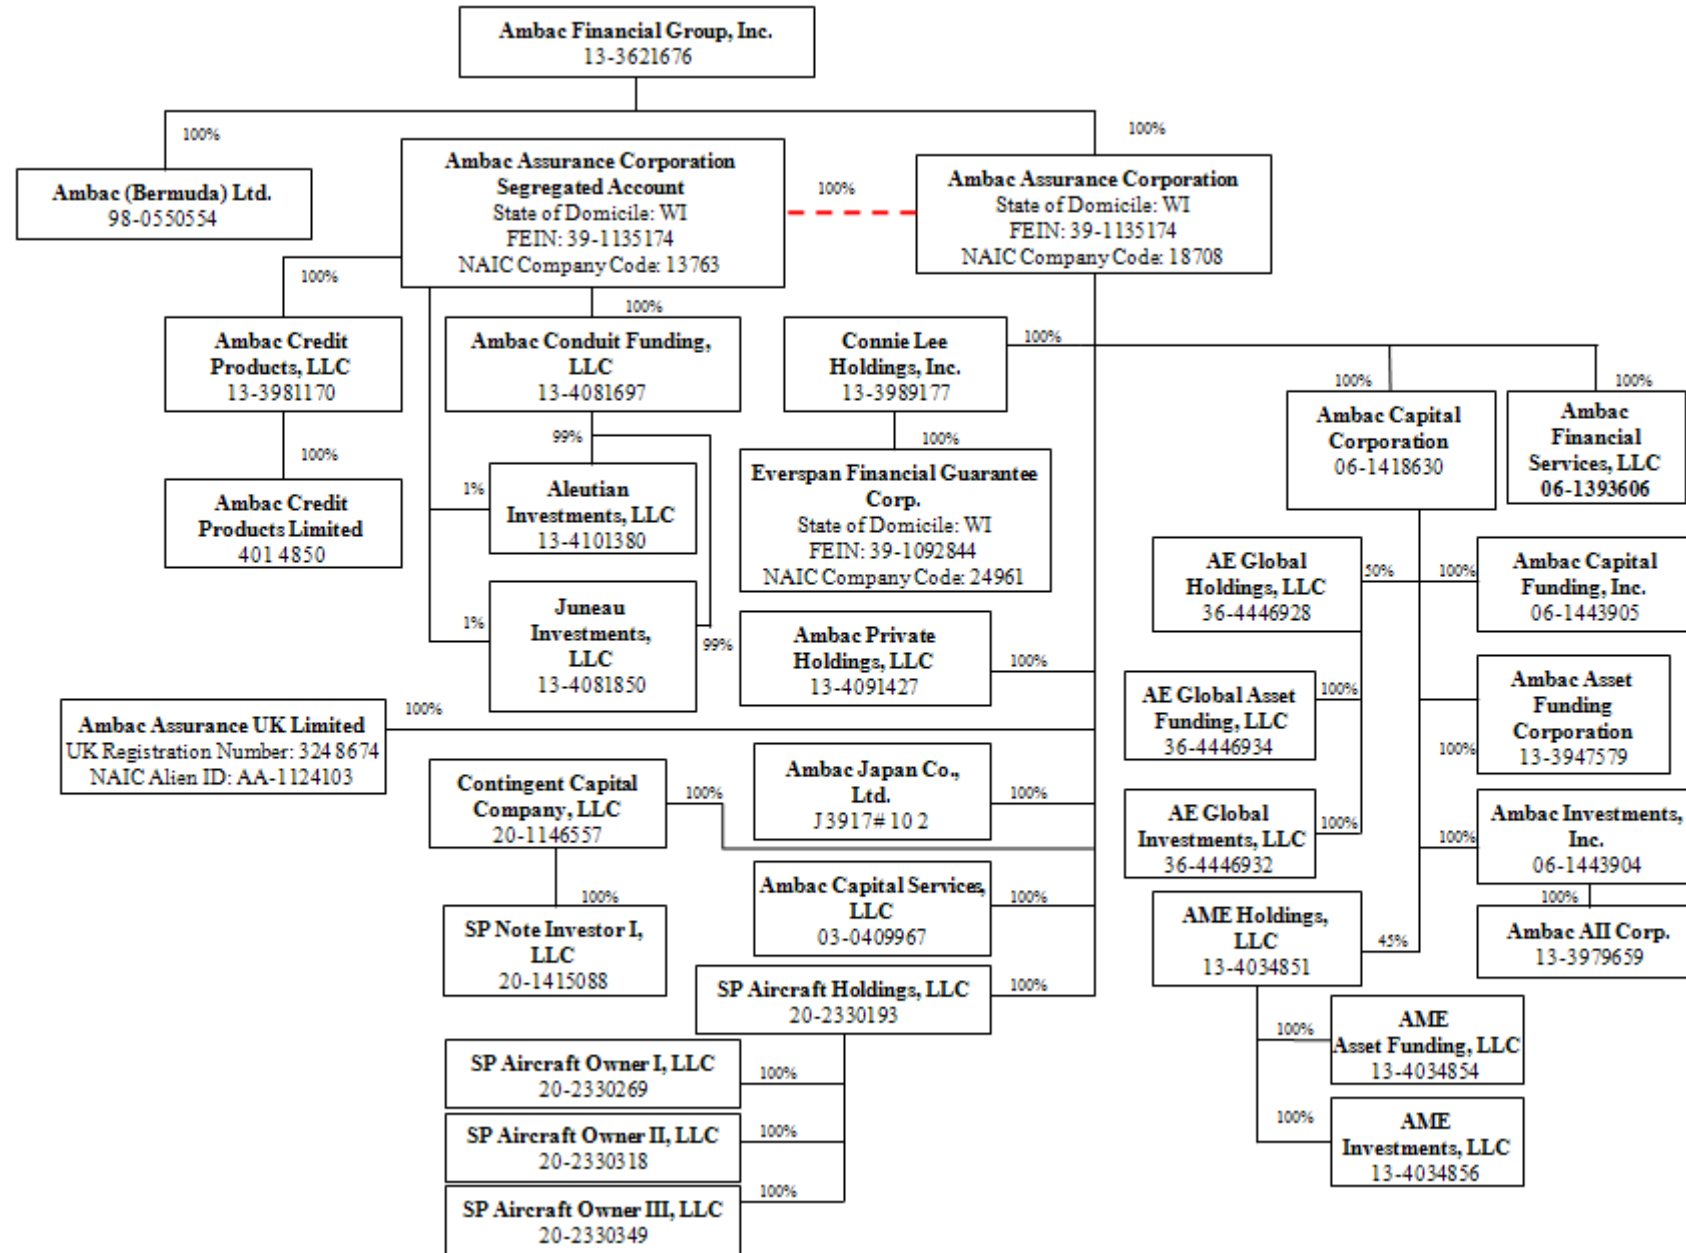 Ambac Financial Group, Inc.
13-3621676
100%
100%
Ambac (Bermuda) Ltd.
98-0550554
Ambac Assurance Corporation
Segregated Account
State of Domicile: WI
FEIN: 39-1135174
NAIC Company Code: 13763
100%
Ambac Assurance Corporation
State of Domicile: WI
FEIN: 39-1135174
NAIC Company Code: 18708
100%
100%
Ambac Credit
Products, LLC
13-3981170
Ambac Conduit Funding,
LLC
13-4081697
Connie Lee
Holdings, Inc.
13-3989177
100%
100%
100%
Ambac Capital
Corporation
06-1418630
Ambac
Financial
Services, LLC
06-1393606
100%
99%
100%
Ambac Credit
Products Limited
401 4850
1%
Aleutian
Investments, LLC
13-4101380
Everspan Financial Guarantee
Corp.
State of Domicile: WI
FEIN: 39-1092844
NAIC Company Code: 24961
1%
Juneau
Investments,
LLC
13-4081850
99%
Ambac Private
Holdings, LLC
13-4091427
100%
AE Global
Holdings, LLC
36-4446928
50%
100%
Ambac Capital
Funding, Inc.
06-1443905
AE Global Asset
Funding, LLC
36-4446934
100%
100%
Ambac Asset
Funding
Corporation
13-3947579
Ambac Assurance UK Limited
UK Registration Number: 3248674
NAIC Alien ID: AA-1124103
100%
Contingent Capital
Company, LLC
20-1146557
100%
Ambac Japan Co.,
Ltd.
J3917# 10 2
100%
AE Global
Investments, LLC
36-4446932
100%
100%
Ambac Investments,
Inc.
06-1443904
100%
SP Note Investor I,
LLC
20-1415088
Ambac Capital Services,
LLC
03-0409967
100%
AME Holdings,
LLC
13-4034851
45%
100%
Ambac AII Corp.
13-3979659
SP Aircraft Holdings, LLC
20-2330193
100%
100%
AME
Asset Funding, LLC
13-4034854
SP Aircraft Owner I, LLC
20-2330269
100%
100%
AME
Investments, LLC
13-4034856
SP Aircraft Owner II, LLC
20-2330318
100%
SP Aircraft Owner III, LLC
20-2330349
100%